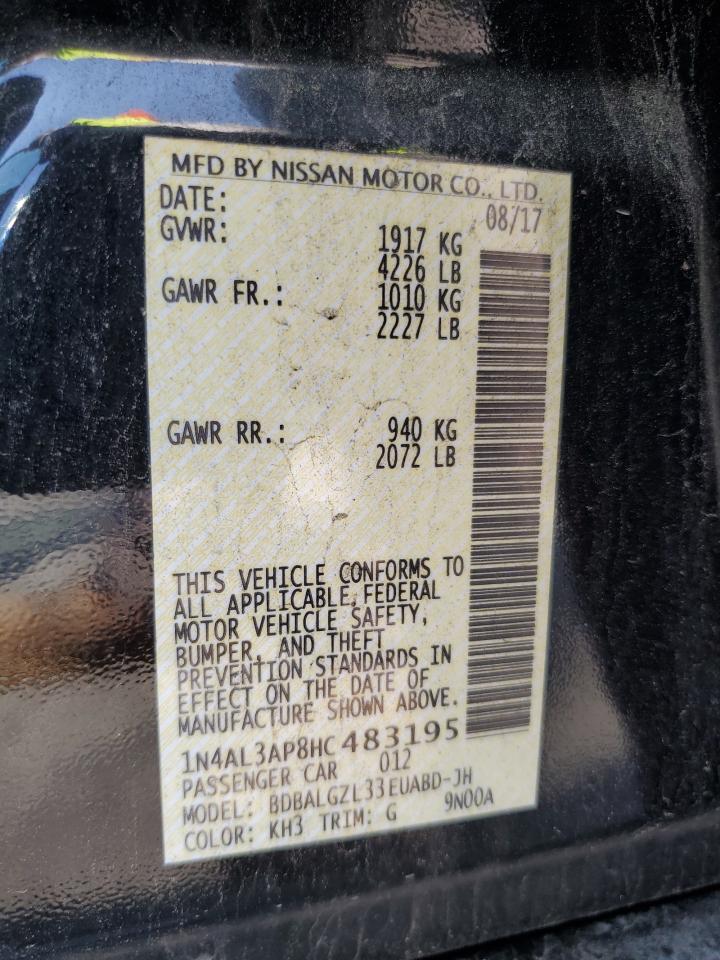 MFD BY NISSAN MOTOR CO., LTD.
DATE: 08/17
GVWR: 1917 KG
4226 LB
GAWR FR.: 1010 KG
2227 LB
GAWR RR.: 940 KG
2072 LB
THIS VEHICLE CONFORMS TO
ALL APPLICABLE FEDERAL
MOTOR VEHICLE SAFETY,
BUMPER, AND THEFT
PREVENTION STANDARDS IN
EFFECT ON THE DATE OF
MANUFACTURE SHOWN ABOVE.
1N4AL3AP8HC483195
PASSENGER CAR 012
MODEL: BDBALGZL33EUABD-JH
COLOR: KH3 TRIM: G 9N00A